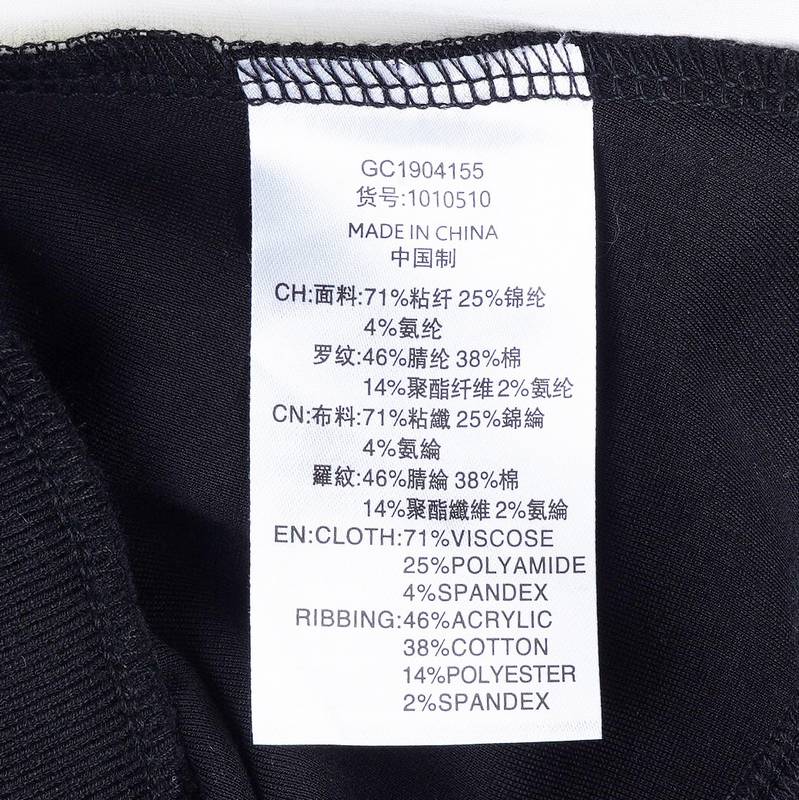 GC1904155
货号:1010510
MADE IN CHINA
中国制
CH:面料:71%粘纤 25%锦纶
4%氨纶
罗纹:46%腈纶 38%棉
14%聚酯纤维 2%氨纶
CN:布料:71%粘纖 25%錦綸
4%氨綸
羅紋:46%腈綸 38%棉
14%聚酯纖維 2%氨綸
EN:CLOTH:71%VISCOSE
25%POLYAMIDE
4%SPANDEX
RIBBING:46%ACRYLIC
38%COTTON
14%POLYESTER
2%SPANDEX